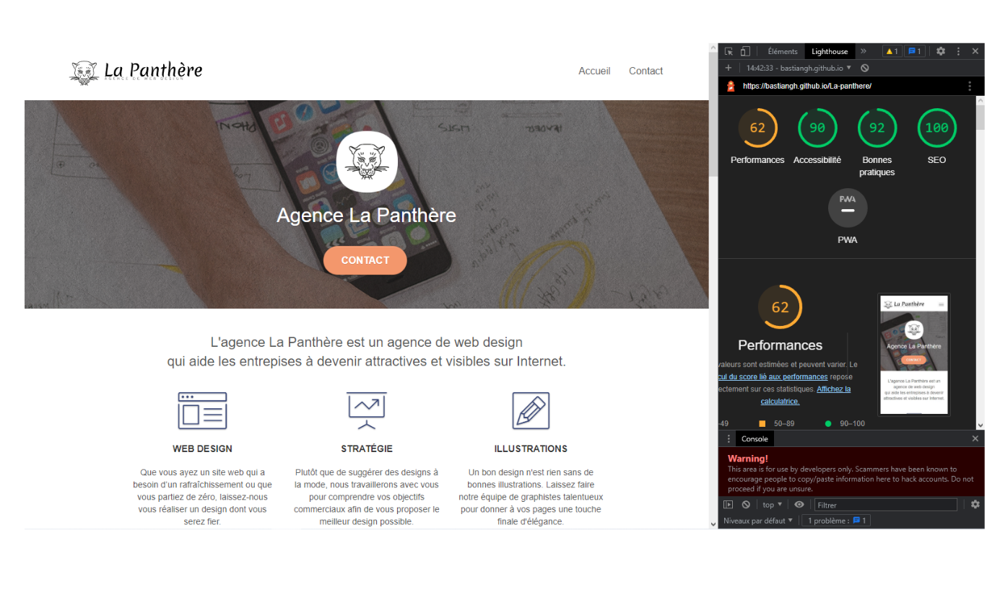 La Panthère
AGENCE DE WEB DESIGN
Accueil
Contact
Agence La Panthère
CONTACT
L'agence La Panthère est un agence de web design
qui aide les entrepises à devenir attractives et visibles sur Internet.
WEB DESIGN
Que vous ayez un site web qui a
besoin d'un rafraîchissement ou que
vous partiez de zéro, laissez-nous
vous réaliser un design dont vous
serez fier.
STRATÉGIE
Plutôt que de suggérer des designs à
la mode, nous travaillerons avec vous
pour comprendre vos objectifs
commerciaux afin de vous proposer le
meilleur design possible.
ILLUSTRATIONS
Un bon design n'est rien sans de
bonnes illustrations. Laissez faire
notre équipe de graphistes talentueux
pour donner à vos pages une touche
finale d'élégance.
Éléments
Lighthouse
1
1
14:42:33 - bastiangh.github.io
https://bastiangh.github.io/La-panthere/
62
Performances
90
Accessibilité
92
Bonnes
pratiques
100
SEO
PWA
PWA
62
Performances
valeurs sont estimées et peuvent varier. Le
cul du score liè aux performances repose
ectement sur ces statistiques. Affichez la
calculatrice.
-49
50–89
90–100
La Panthère
Agence La Panthère
CONTACT
L'agence La Panthère est un
agence de web design
qui aide les entrepises à devenir
attractives et visibles sur Internet.
Console
Warning!
This area is for use by developers only. Scammers have been known to
encourage people to copy/paste information here to hack accounts. Do not
proceed if you are unsure.
top
Filtrer
Niveaux par défaut
1 problème : 1